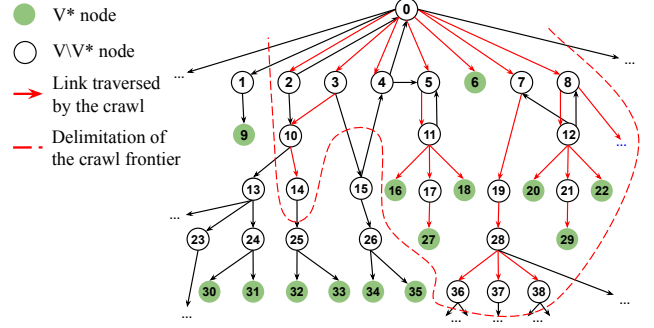 V* node
V\V* node
Link traversed
by the crawl
Delimitation of
the crawl frontier
0
... ...
1 2 3 4 5 6 7 8
...
9 10 11 12
13 14 15 16 17 18 19 20 21 22
...
23 24 25 26 27 28 29
30 31 32 33 34 35 36 37 38 ...
... ... ... ...